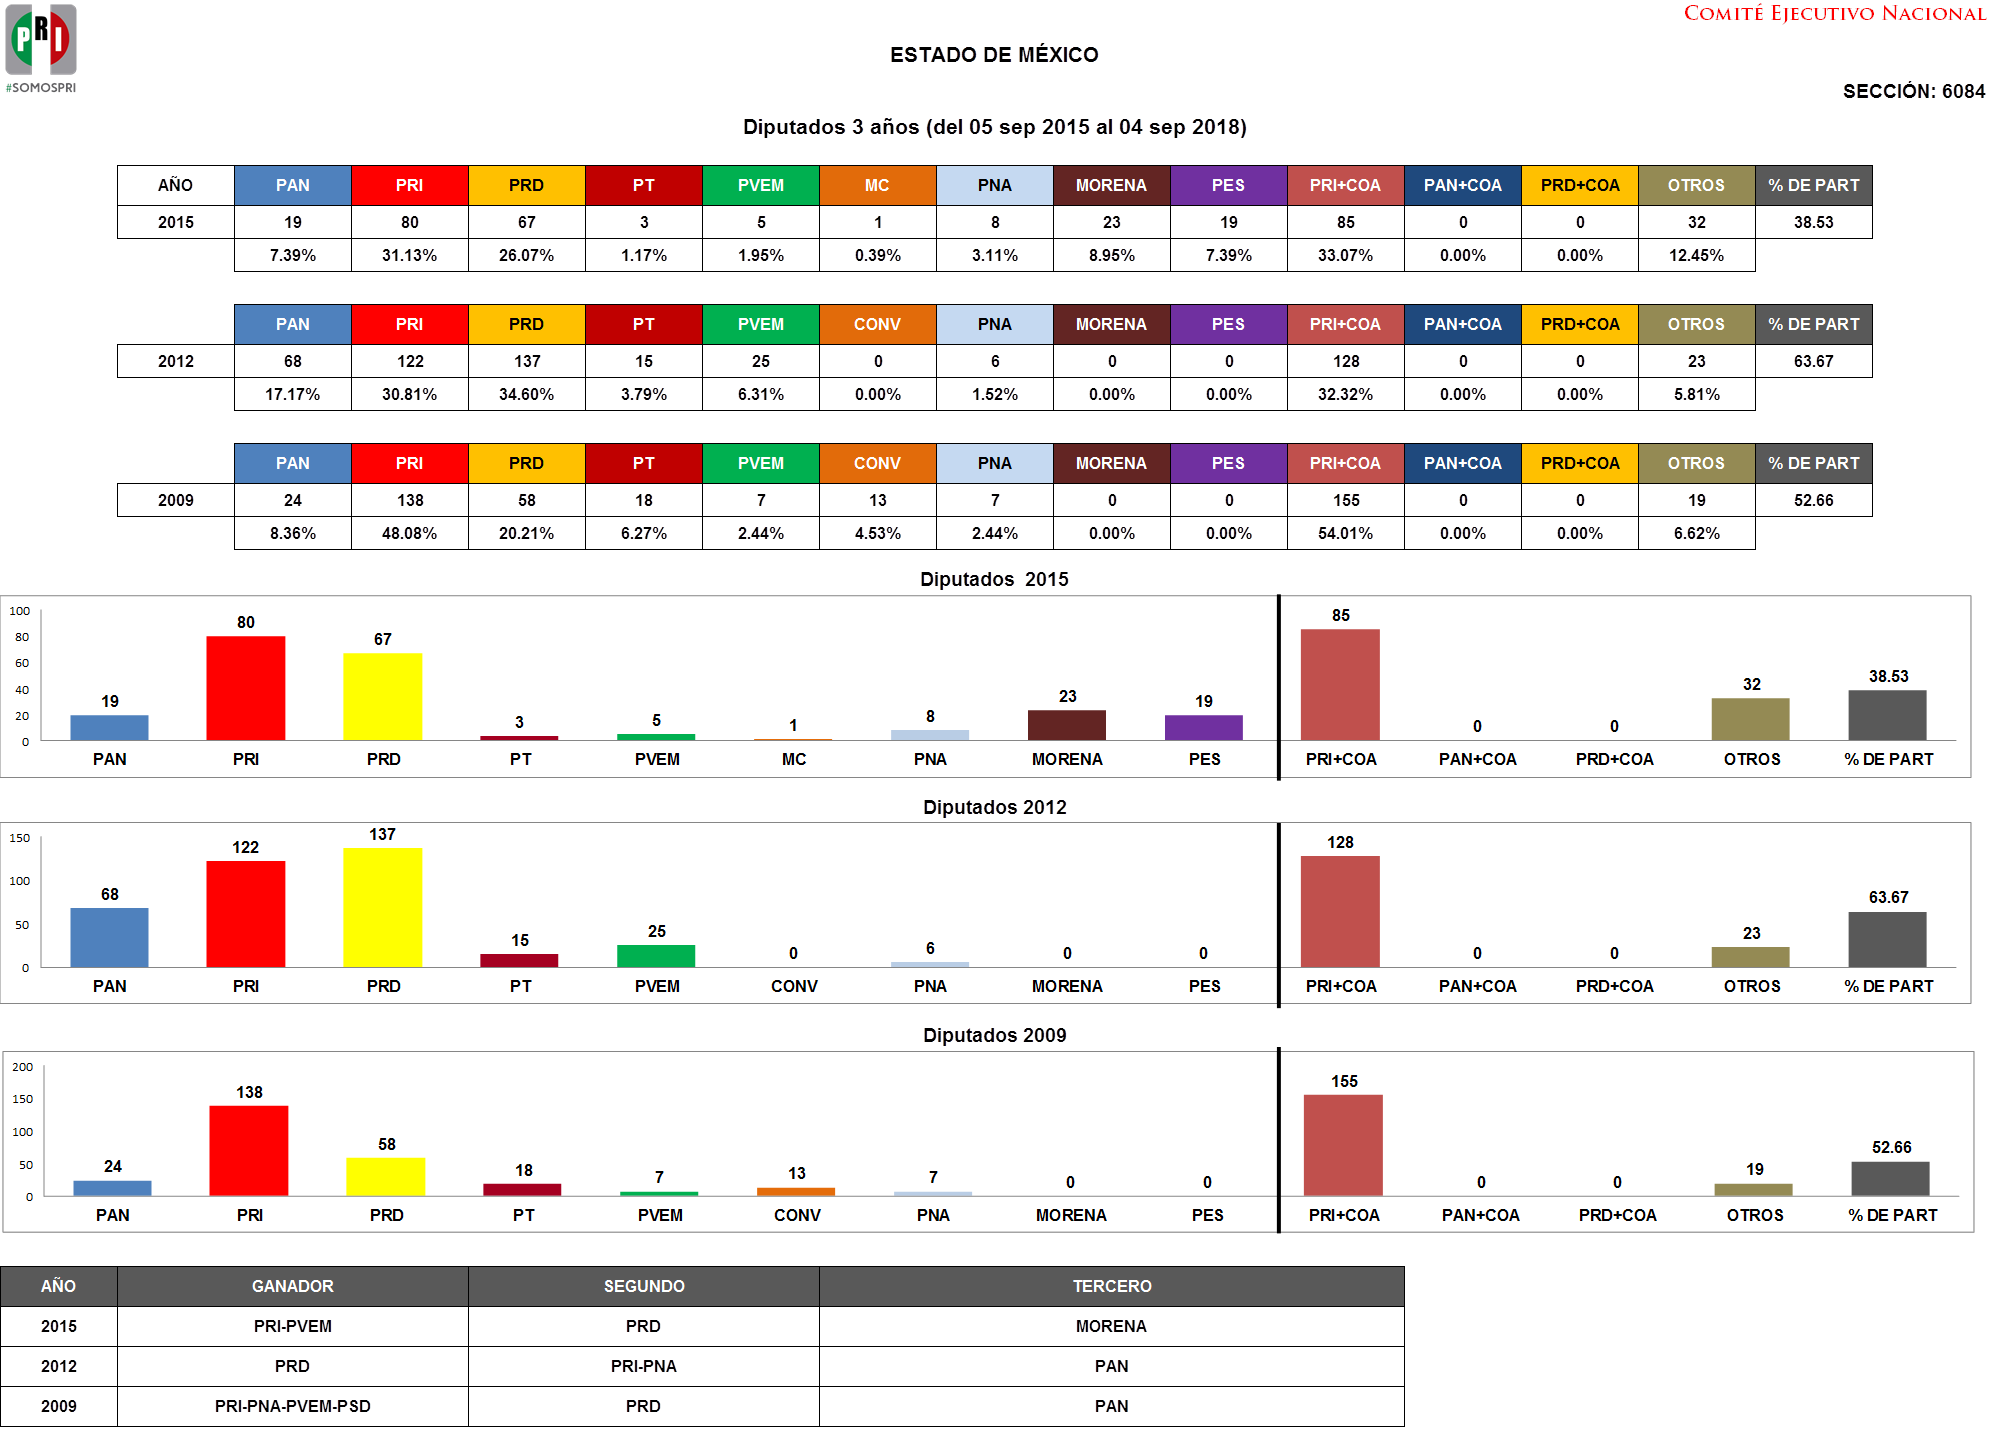 PRI
#SOMOSPRI
COMITÉ EJECUTIVO NACIONAL
ESTADO DE MÉXICO
SECCIÓN: 6084
Diputados 3 años (del 05 sep 2015 al 04 sep 2018)
AÑO PAN PRI PRD PT PVEM MC PNA MORENA PES PRI+COA PAN+COA PRD+COA OTROS % DE PART
2015 19 80 67 3 5 1 8 23 19 85 0 0 32 38.53
7.39% 31.13% 26.07% 1.17% 1.95% 0.39% 3.11% 8.95% 7.39% 33.07% 0.00% 0.00% 12.45%
PAN PRI PRD PT PVEM CONV PNA MORENA PES PRI+COA PAN+COA PRD+COA OTROS % DE PART
2012 68 122 137 15 25 0 6 0 0 128 0 0 23 63.67
17.17% 30.81% 34.60% 3.79% 6.31% 0.00% 1.52% 0.00% 0.00% 32.32% 0.00% 0.00% 5.81%
PAN PRI PRD PT PVEM CONV PNA MORENA PES PRI+COA PAN+COA PRD+COA OTROS % DE PART
2009 24 138 58 18 7 13 7 0 0 155 0 0 19 52.66
8.36% 48.08% 20.21% 6.27% 2.44% 4.53% 2.44% 0.00% 0.00% 54.01% 0.00% 0.00% 6.62%
Diputados 2015
100
80
60
40
20
0
19 80 67 3 5 1 8 23 19 85 0 0 32 38.53
PAN PRI PRD PT PVEM MC PNA MORENA PES PRI+COA PAN+COA PRD+COA OTROS % DE PART
Diputados 2012
150
100
50
0
68 122 137 15 25 0 6 0 0 128 0 0 23 63.67
PAN PRI PRD PT PVEM CONV PNA MORENA PES PRI+COA PAN+COA PRD+COA OTROS % DE PART
Diputados 2009
200
150
100
50
0
24 138 58 18 7 13 7 0 0 155 0 0 19 52.66
PAN PRI PRD PT PVEM CONV PNA MORENA PES PRI+COA PAN+COA PRD+COA OTROS % DE PART
AÑO GANADOR SEGUNDO TERCERO
2015 PRI-PVEM PRD MORENA
2012 PRD PRI-PNA PAN
2009 PRI-PNA-PVEM-PSD PRD PAN